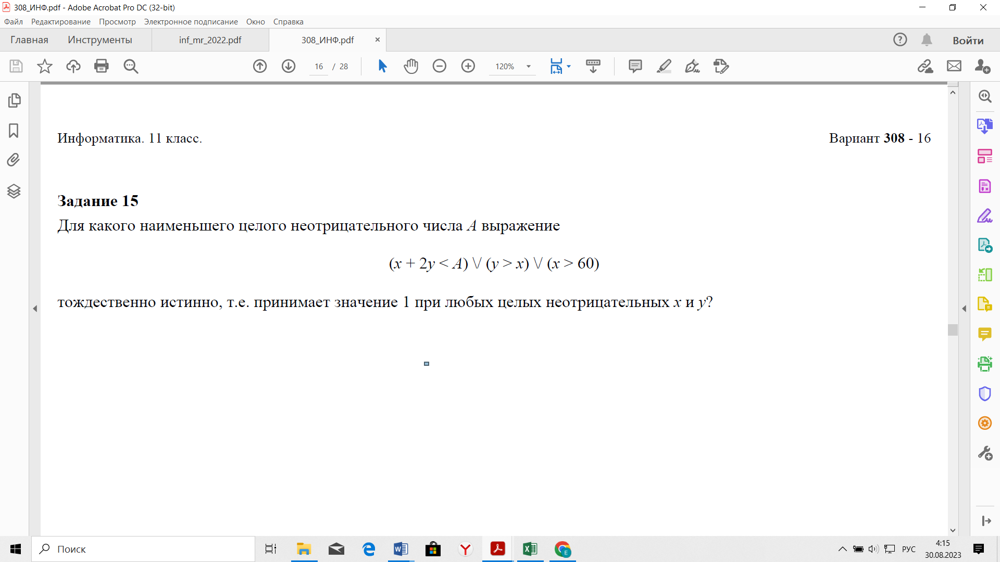 308_ИНФ.pdf - Adobe Acrobat Pro DC (32-bit)
Файл Редактирование Просмотр Электронное подписание Окно Справка
Главная Инструменты inf_mr_2022.pdf 308_ИНФ.pdf × Войти
16 / 28 120%
Информатика. 11 класс. Вариант 308 - 16
Задание 15
Для какого наименьшего целого неотрицательного числа A выражение
(x + 2y < A) \/ (y > x) \/ (x > 60)
тождественно истинно, т.е. принимает значение 1 при любых целых неотрицательных x и y?
Поиск
РУС
4:15
30.08.2023